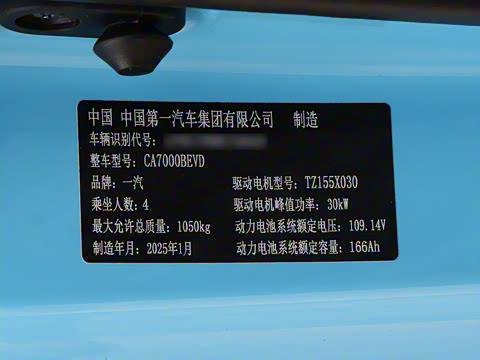 中国 中国第一汽车集团有限公司 制造
车辆识别代号：
整车型号：CA7000BEVD
品牌：一汽 驱动电机型号：TZ155X030
乘坐人数：4 驱动电机峰值功率：30kW
最大允许总质量：1050kg 动力电池系统额定电压：109.14V
制造年月：2025年1月 动力电池系统额定容量：166Ah